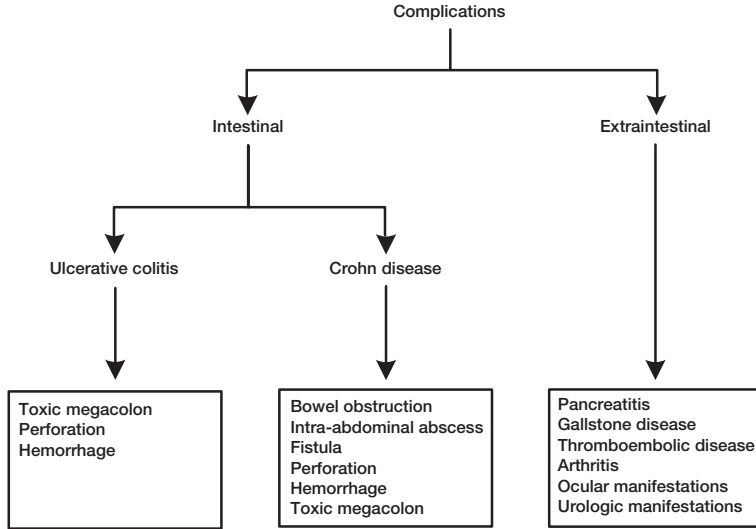 Complications
Intestinal
Extraintestinal
Ulcerative colitis
Crohn disease
Toxic megacolon
Perforation
Hemorrhage
Bowel obstruction
Intra-abdominal abscess
Fistula
Perforation
Hemorrhage
Toxic megacolon
Pancreatitis
Gallstone disease
Thromboembolic disease
Arthritis
Ocular manifestations
Urologic manifestations